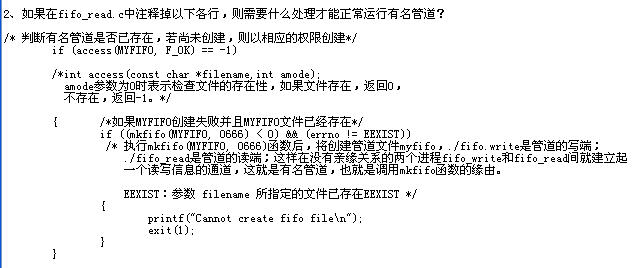 2、如果在fifo_read.c中注释掉以下各行，则需要什么处理才能正常运行有名管道？
/* 判断有名管道是否已存在，若尚未创建，则以相应的权限创建*/
if (access(MYFIFO, F_OK) == -1)
/*int access(const char *filename,int amode);
amode参数为0时表示检查文件的存在性，如果文件存在，返回0，
不存在，返回-1。*/
{ /*如果MYFIFO创建失败并且MYFIFO文件已经存在*/
if ((mkfifo(MYFIFO, 0666) < 0) && (errno != EEXIST))
/* 执行mkfifo(MYFIFO, 0666)函数后，将创建管道文件myfifo，./fifo.write是管道的写端；
./fifo_read是管道的读端；这样在没有亲缘关系的两个进程fifo_write和fifo_read间就建立起
一个读写信息的通道，这就是有名管道，也就是调用mkfifo函数的缘由。
EEXIST：参数 filename 所指定的文件已存在EEXIST */
{
printf("Cannot create fifo file\n");
exit(1);
}
}